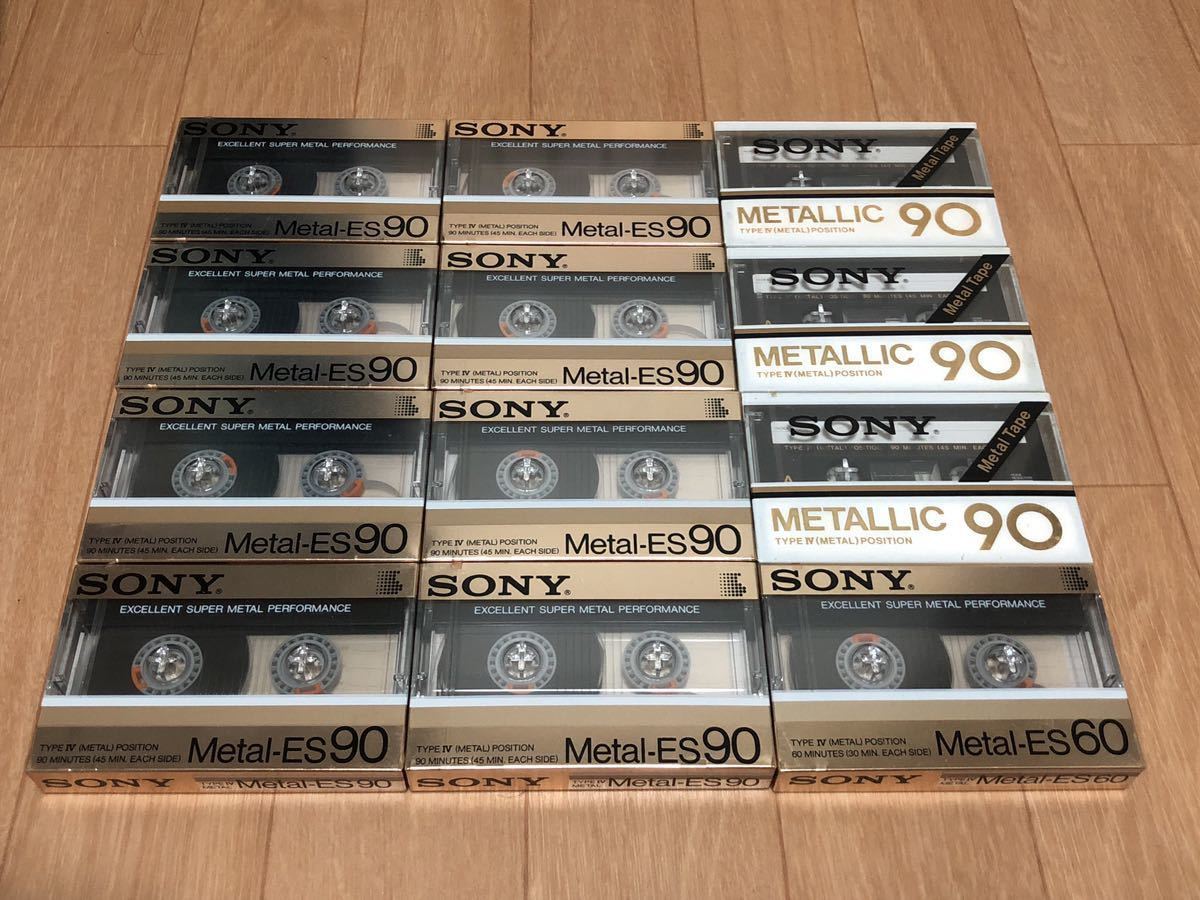 SONY.
EXCELLENT SUPER METAL PERFORMANCE
TYPE IV (METAL) POSITION
90 MINUTES (45 MIN. EACH SIDE)
Metal-ES90
SONY.
EXCELLENT SUPER METAL PERFORMANCE
TYPE IV (METAL) POSITION
90 MINUTES (45 MIN. EACH SIDE)
Metal-ES90
SONY.
Metal Tape
METALLIC 90
TYPE IV (METAL) POSITION
SONY.
EXCELLENT SUPER METAL PERFORMANCE
TYPE IV (METAL) POSITION
90 MINUTES (45 MIN. EACH SIDE)
Metal-ES90
SONY.
EXCELLENT SUPER METAL PERFORMANCE
TYPE IV (METAL) POSITION
90 MINUTES (45 MIN. EACH SIDE)
Metal-ES90
SONY.
Metal Tape
METALLIC 90
TYPE IV (METAL) POSITION
SONY®
EXCELLENT SUPER METAL PERFORMANCE
TYPE IV (METAL) POSITION
90 MINUTES (45 MIN. EACH SIDE)
Metal-ES90
SONY®
EXCELLENT SUPER METAL PERFORMANCE
TYPE IV (METAL) POSITION
90 MINUTES (45 MIN. EACH SIDE)
Metal-ES90
SONY®
Metal Tape
A
METALLIC 90
TYPE IV (METAL) POSITION
SONY®
EXCELLENT SUPER METAL PERFORMANCE
TYPE IV (METAL) POSITION
90 MINUTES (45 MIN. EACH SIDE)
Metal-ES90
SONY®
EXCELLENT SUPER METAL PERFORMANCE
TYPE IV (METAL) POSITION
90 MINUTES (45 MIN. EACH SIDE)
Metal-ES90
SONY®
EXCELLENT SUPER METAL PERFORMANCE
TYPE IV (METAL) POSITION
60 MINUTES (30 MIN. EACH SIDE)
Metal-ES60
SONY TYPE IV METAL Metal-ES90
SONY TYPE IV METAL Metal-ES90
SONY TYPE IV METAL Metal-ES60